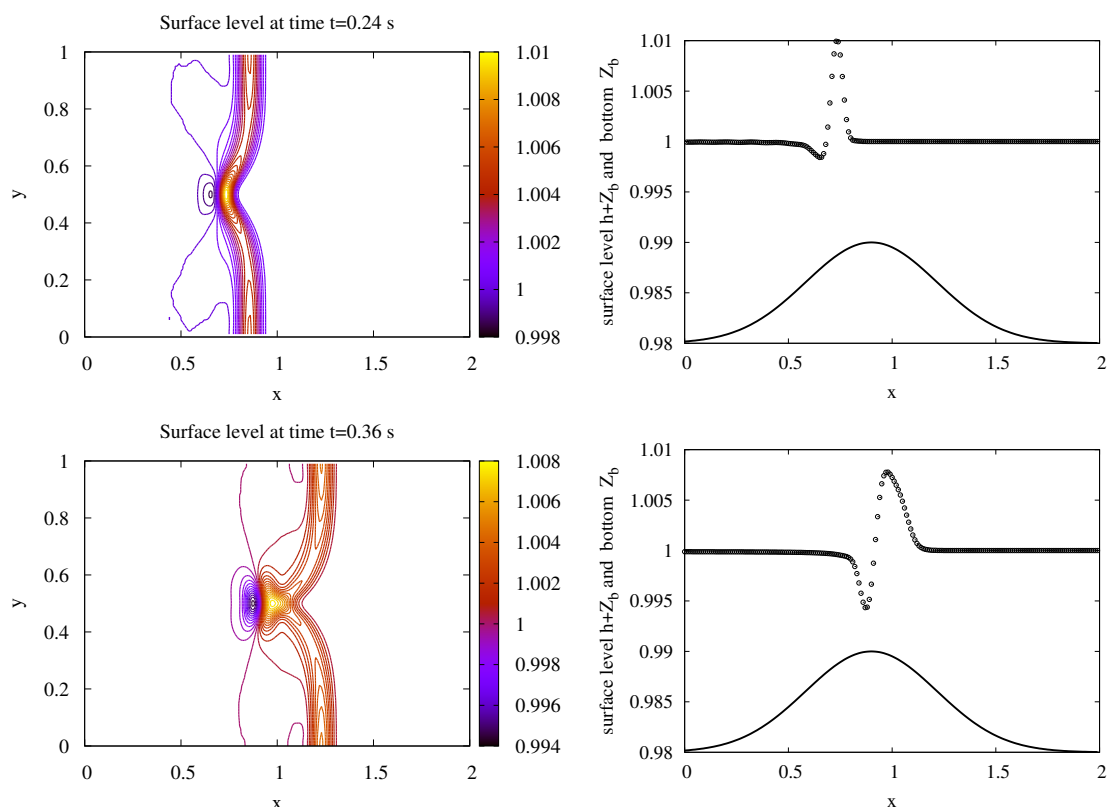 Surface level at time t=0.24 s
1
0.8
0.6
0.4
0.2
0
y
0 0.5 1 1.5 2
x
1.01
1.008
1.006
1.004
1.002
1
0.998
surface level h+Z_b and bottom Z_b
1.01
1.005
1
0.995
0.99
0.985
0.98
0 0.5 1 1.5 2
x
Surface level at time t=0.36 s
1
0.8
0.6
0.4
0.2
0
y
0 0.5 1 1.5 2
x
1.008
1.006
1.004
1.002
1
0.998
0.996
0.994
surface level h+Z_b and bottom Z_b
1.01
1.005
1
0.995
0.99
0.985
0.98
0 0.5 1 1.5 2
x